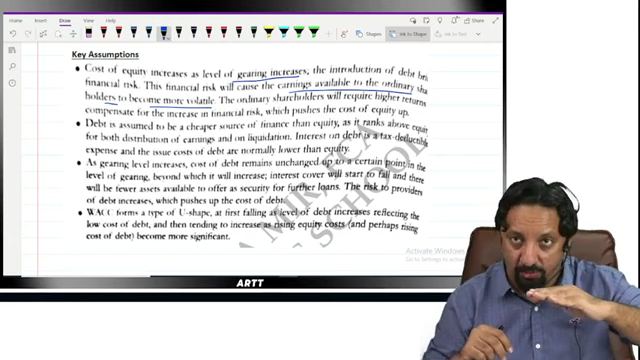 File Home Insert Draw View Help
Shapes Ink to Shape Ink to Math
Key Assumptions
• Cost of equity increases as level of gearing increases, the introduction of debt
financial risk. This financial risk will cause the earnings available to the ordinary
holders to become more volatile. The ordinary shareholders will require higher returns
compensate for the increase in financial risk, which pushes the cost of equity up.
• Debt is assumed to be a cheaper source of finance than equity, as it ranks above
for both distribution of earnings and on liquidation. Interest on debt is a tax-deductible
expense and the issue costs of debt are normally lower than equity.
• As gearing level increases, cost of debt remains unchanged up to a certain point in the
level of gearing, beyond which it will increase; interest cover will start to fall and there
will be fewer assets available to offer as security for further loans. The risk to providers
of debt increases, which pushes up the cost of debt.
• WACC forms a type of U-shape, at first falling as level of debt increases reflecting the
low cost of debt, and then tending to increase as rising equity costs (and perhaps rising
cost of debt) become more significant.
SCHOOL
Activate Windows
Go to Settings to
ARTT